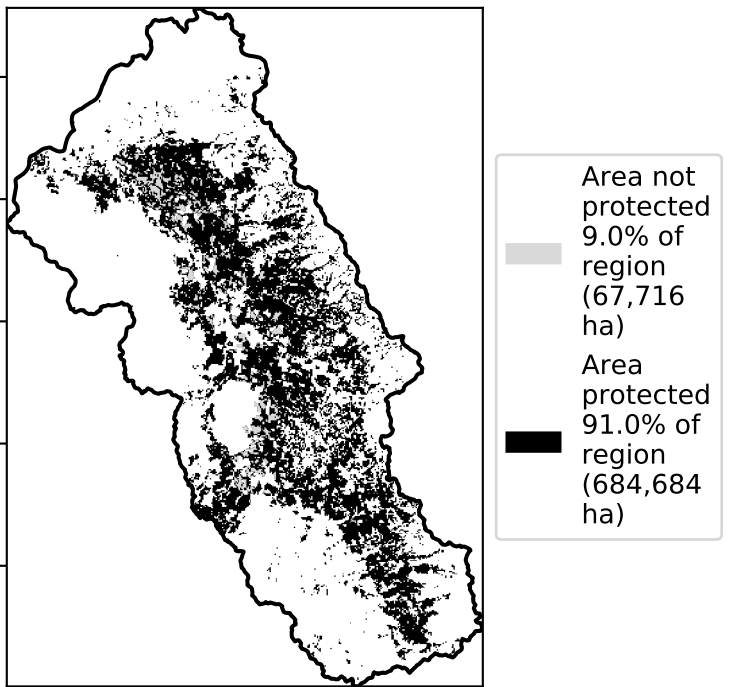 Area not
protected
9.0% of
region
(67,716
ha)
Area
protected
91.0% of
region
(684,684
ha)